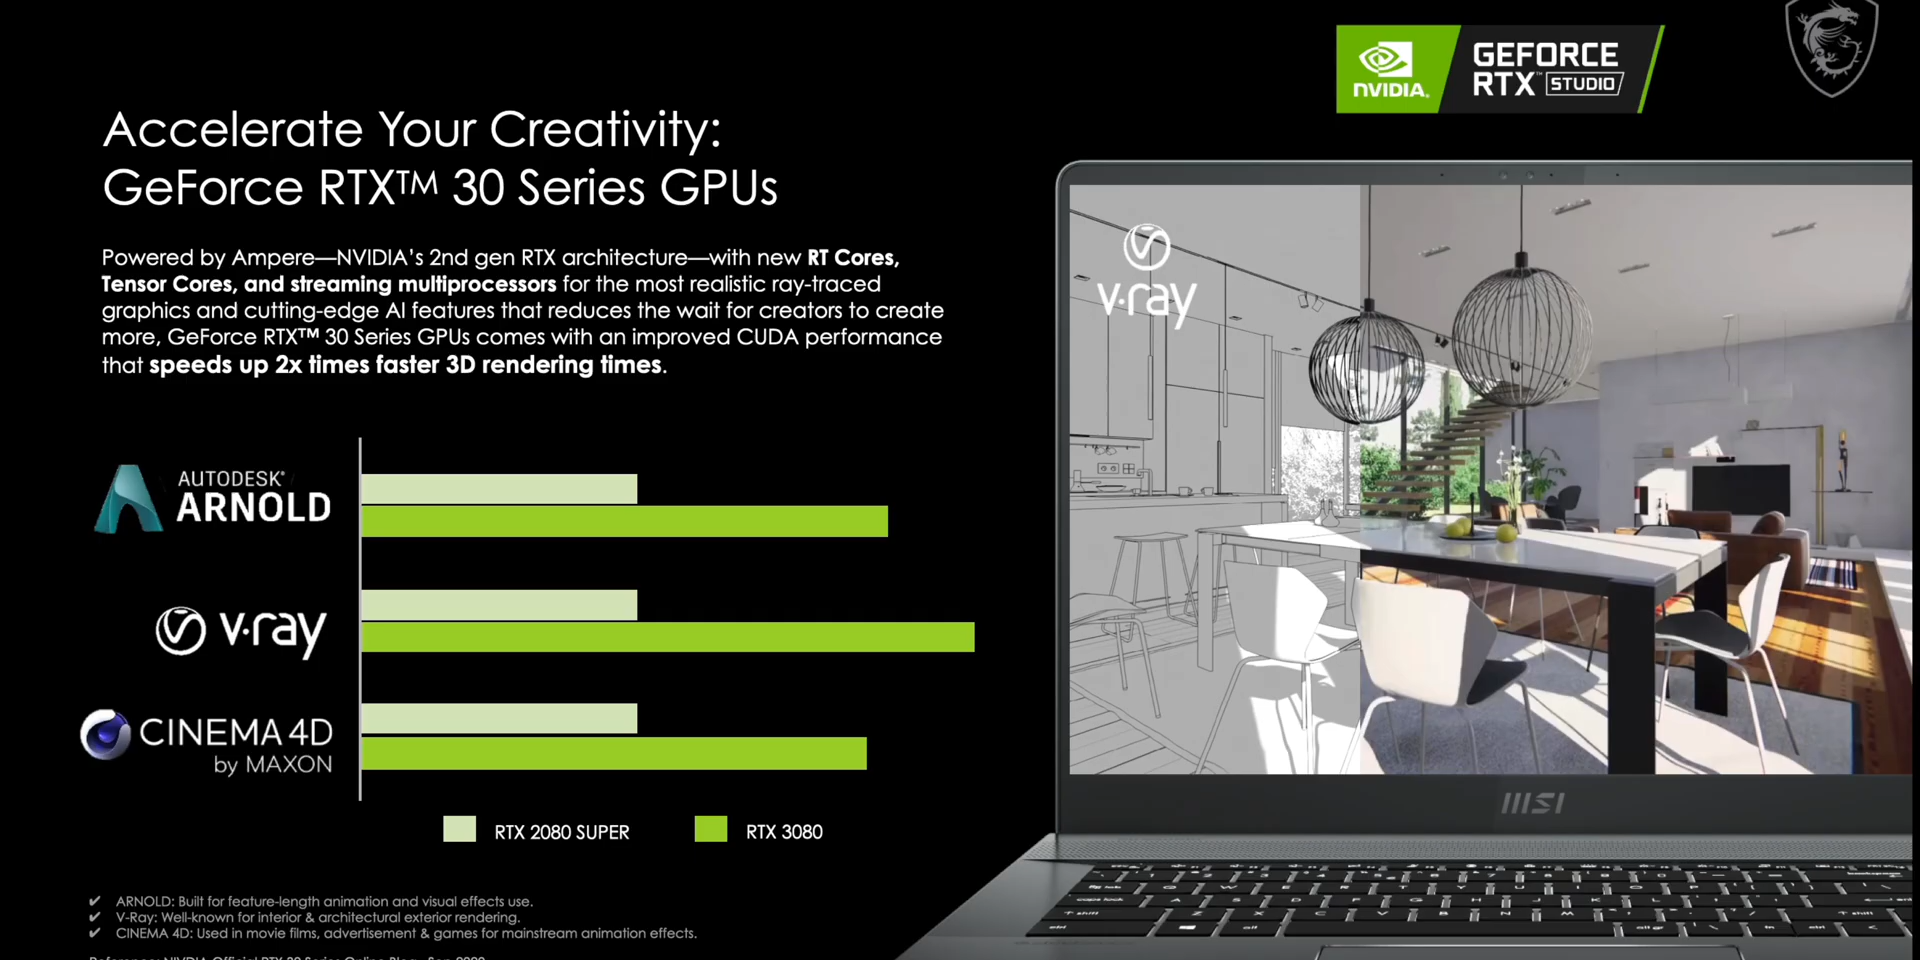 NVIDIA.
GEFORCE
RTX™ STUDIO
Accelerate Your Creativity:
GeForce RTX™ 30 Series GPUs
Powered by Ampere—NVIDIA's 2nd gen RTX architecture—with new RT Cores,
Tensor Cores, and streaming multiprocessors for the most realistic ray-traced
graphics and cutting-edge AI features that reduces the wait for creators to create
more, GeForce RTX™ 30 Series GPUs comes with an improved CUDA performance
that speeds up 2x times faster 3D rendering times.
v·ray
AUTODESK®
ARNOLD
v·ray
CINEMA 4D
by MAXON
RTX 2080 SUPER
RTX 3080
msi
✔ ARNOLD: Built for feature-length animation and visual effects use.
✔ V-Ray: Well-known for interior & architectural exterior rendering.
✔ CINEMA 4D: Used in movie films, advertisement & games for mainstream animation effects.